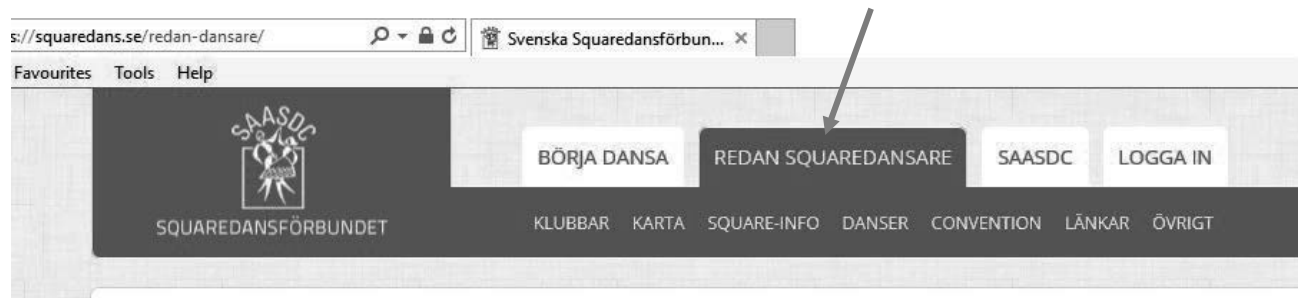 s://squaredans.se/redan-dansare/
Svenska Squaredansförbun...
Favourites Tools Help
SAASDC
SQUAREDANSFÖRBUNDET
BÖRJA DANSA REDAN SQUAREDANSARE SAASDC LOGGA IN
KLUBBAR KARTA SQUARE-INFO DANSER CONVENTION LÄNKAR ÖVRIGT